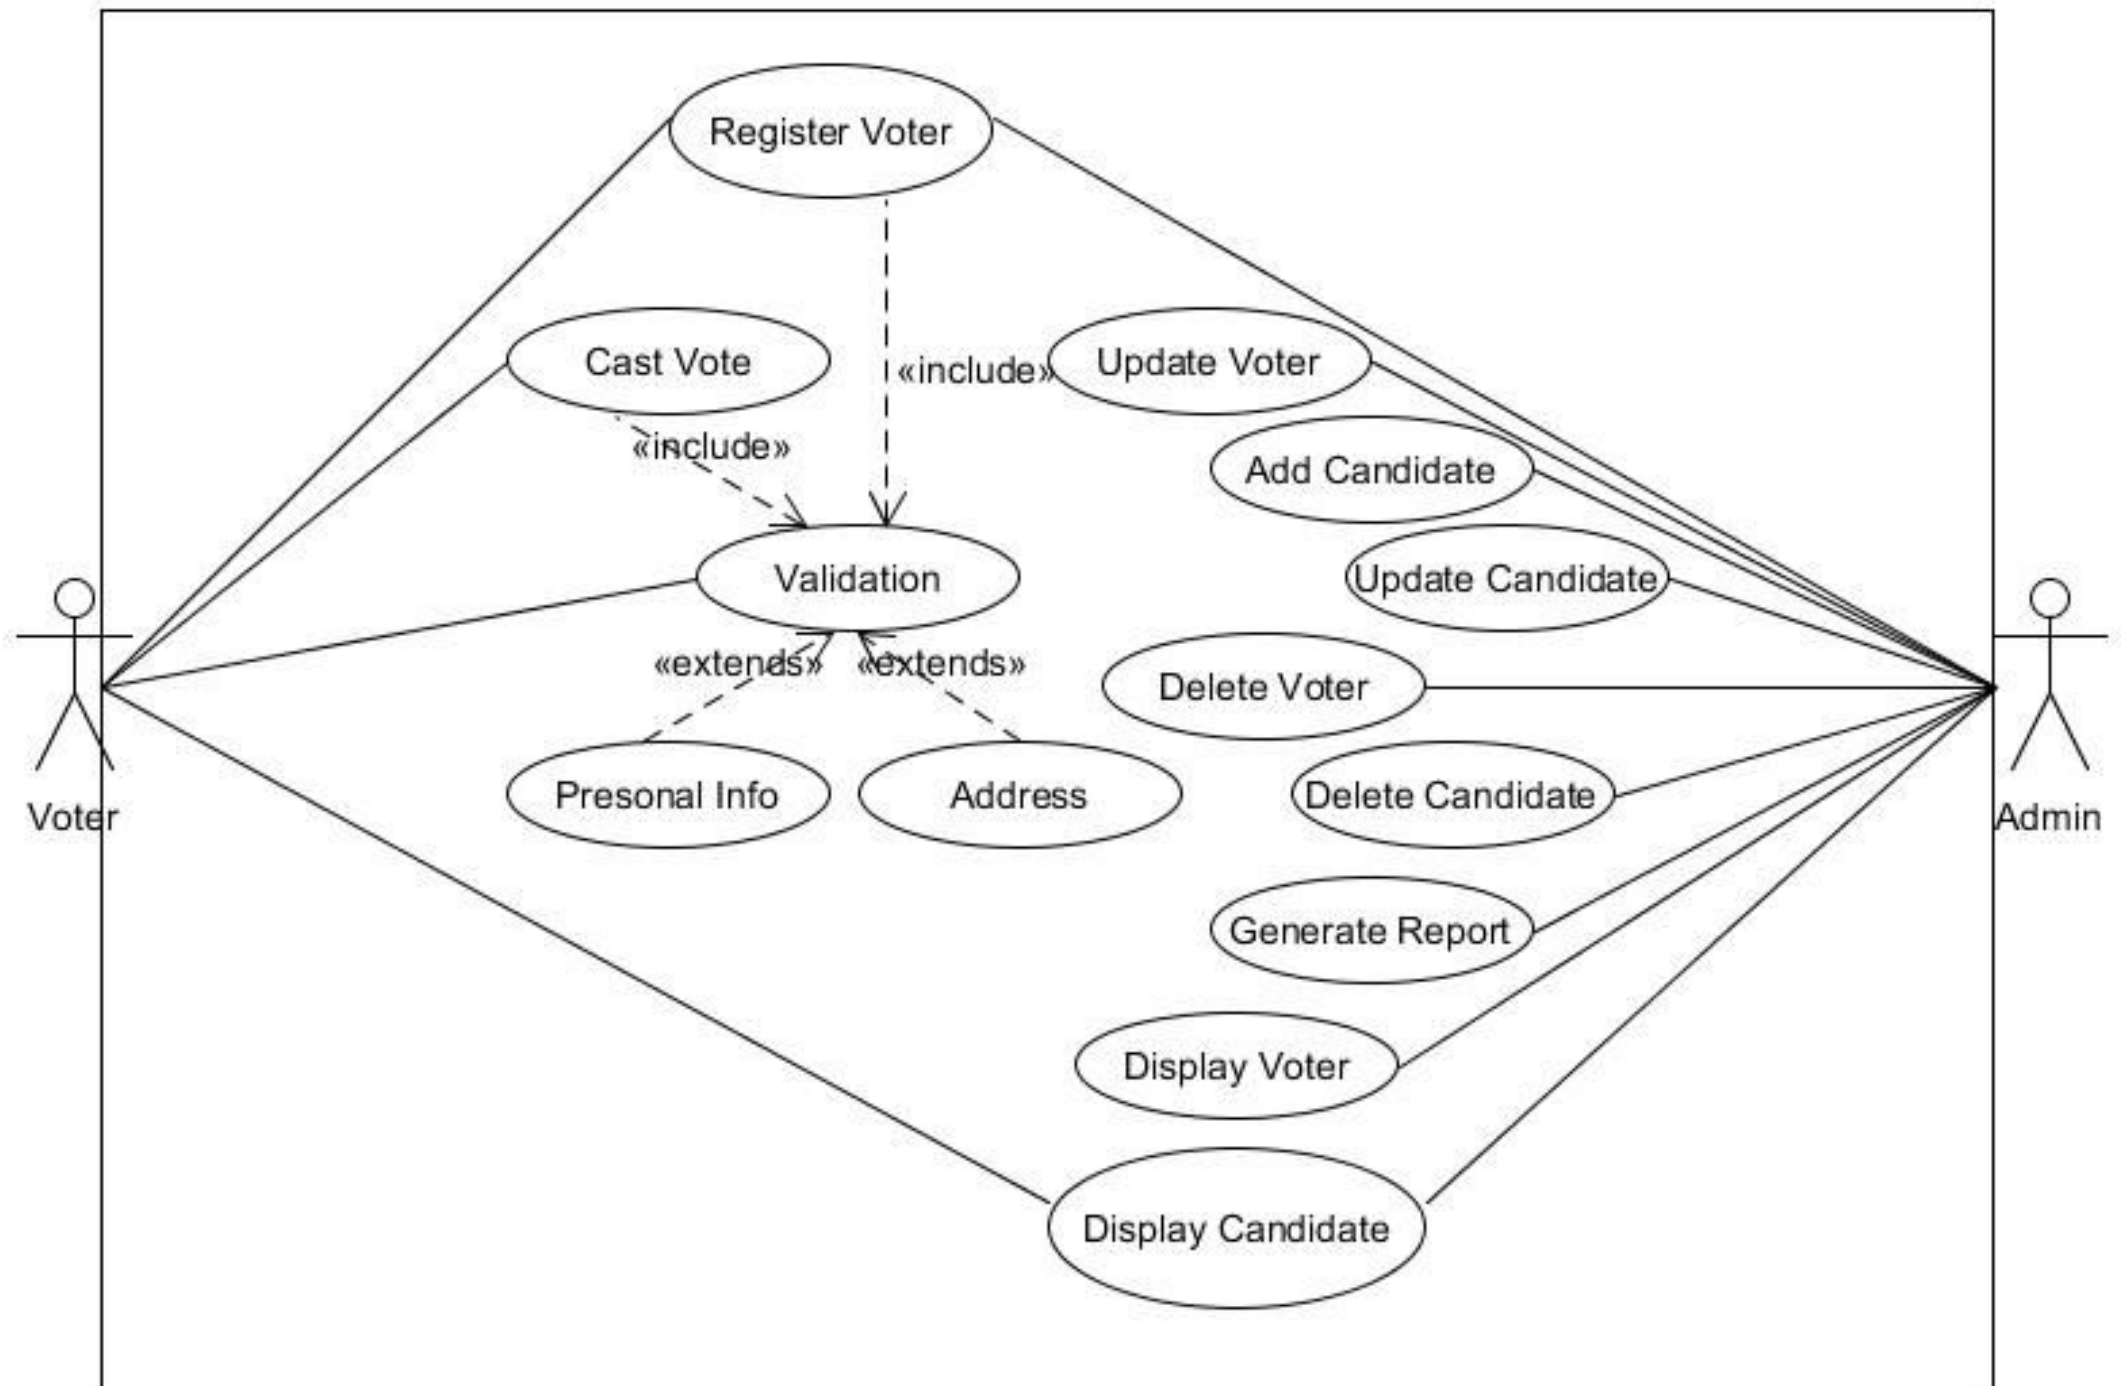 Register Voter
Cast Vote
«include»
Update Voter
«include»
Add Candidate
Validation
Update Candidate
«extends»
«extends»
Delete Voter
Presonal Info
Address
Delete Candidate
Voter
Admin
Generate Report
Display Voter
Display Candidate